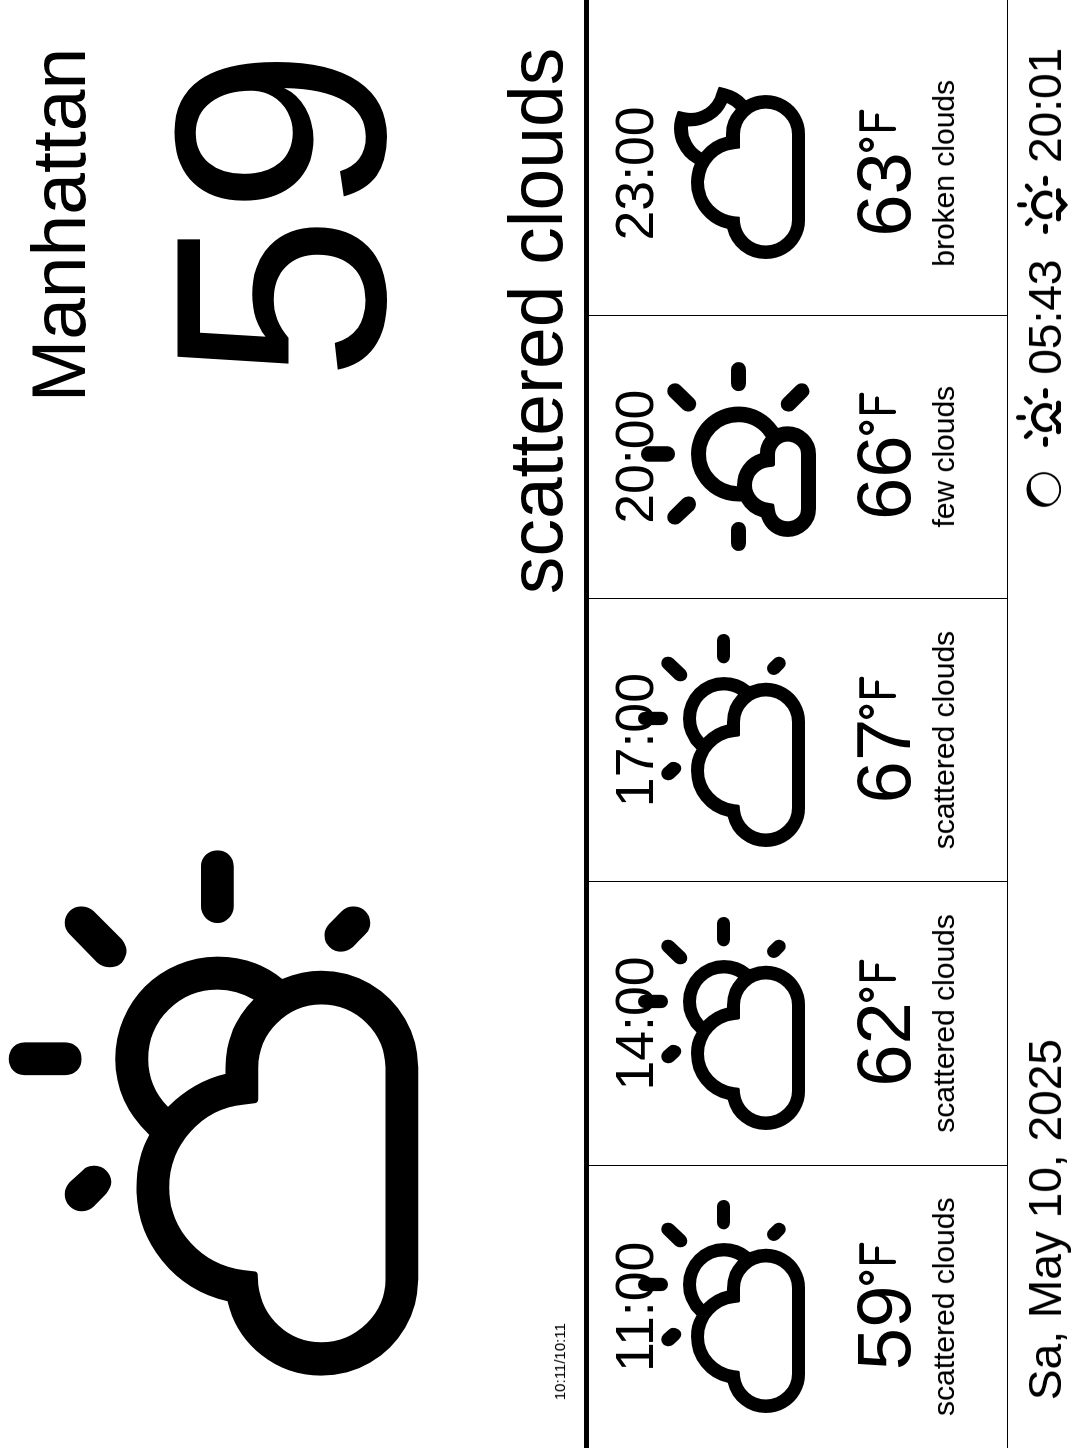 Manhattan
59
scattered clouds
10:11/10:11
11:00
59°F
scattered clouds
14:00
62°F
scattered clouds
17:00
67°F
scattered clouds
20:00
66°F
few clouds
23:00
63°F
broken clouds
Sa, May 10, 2025
05:43
20:01